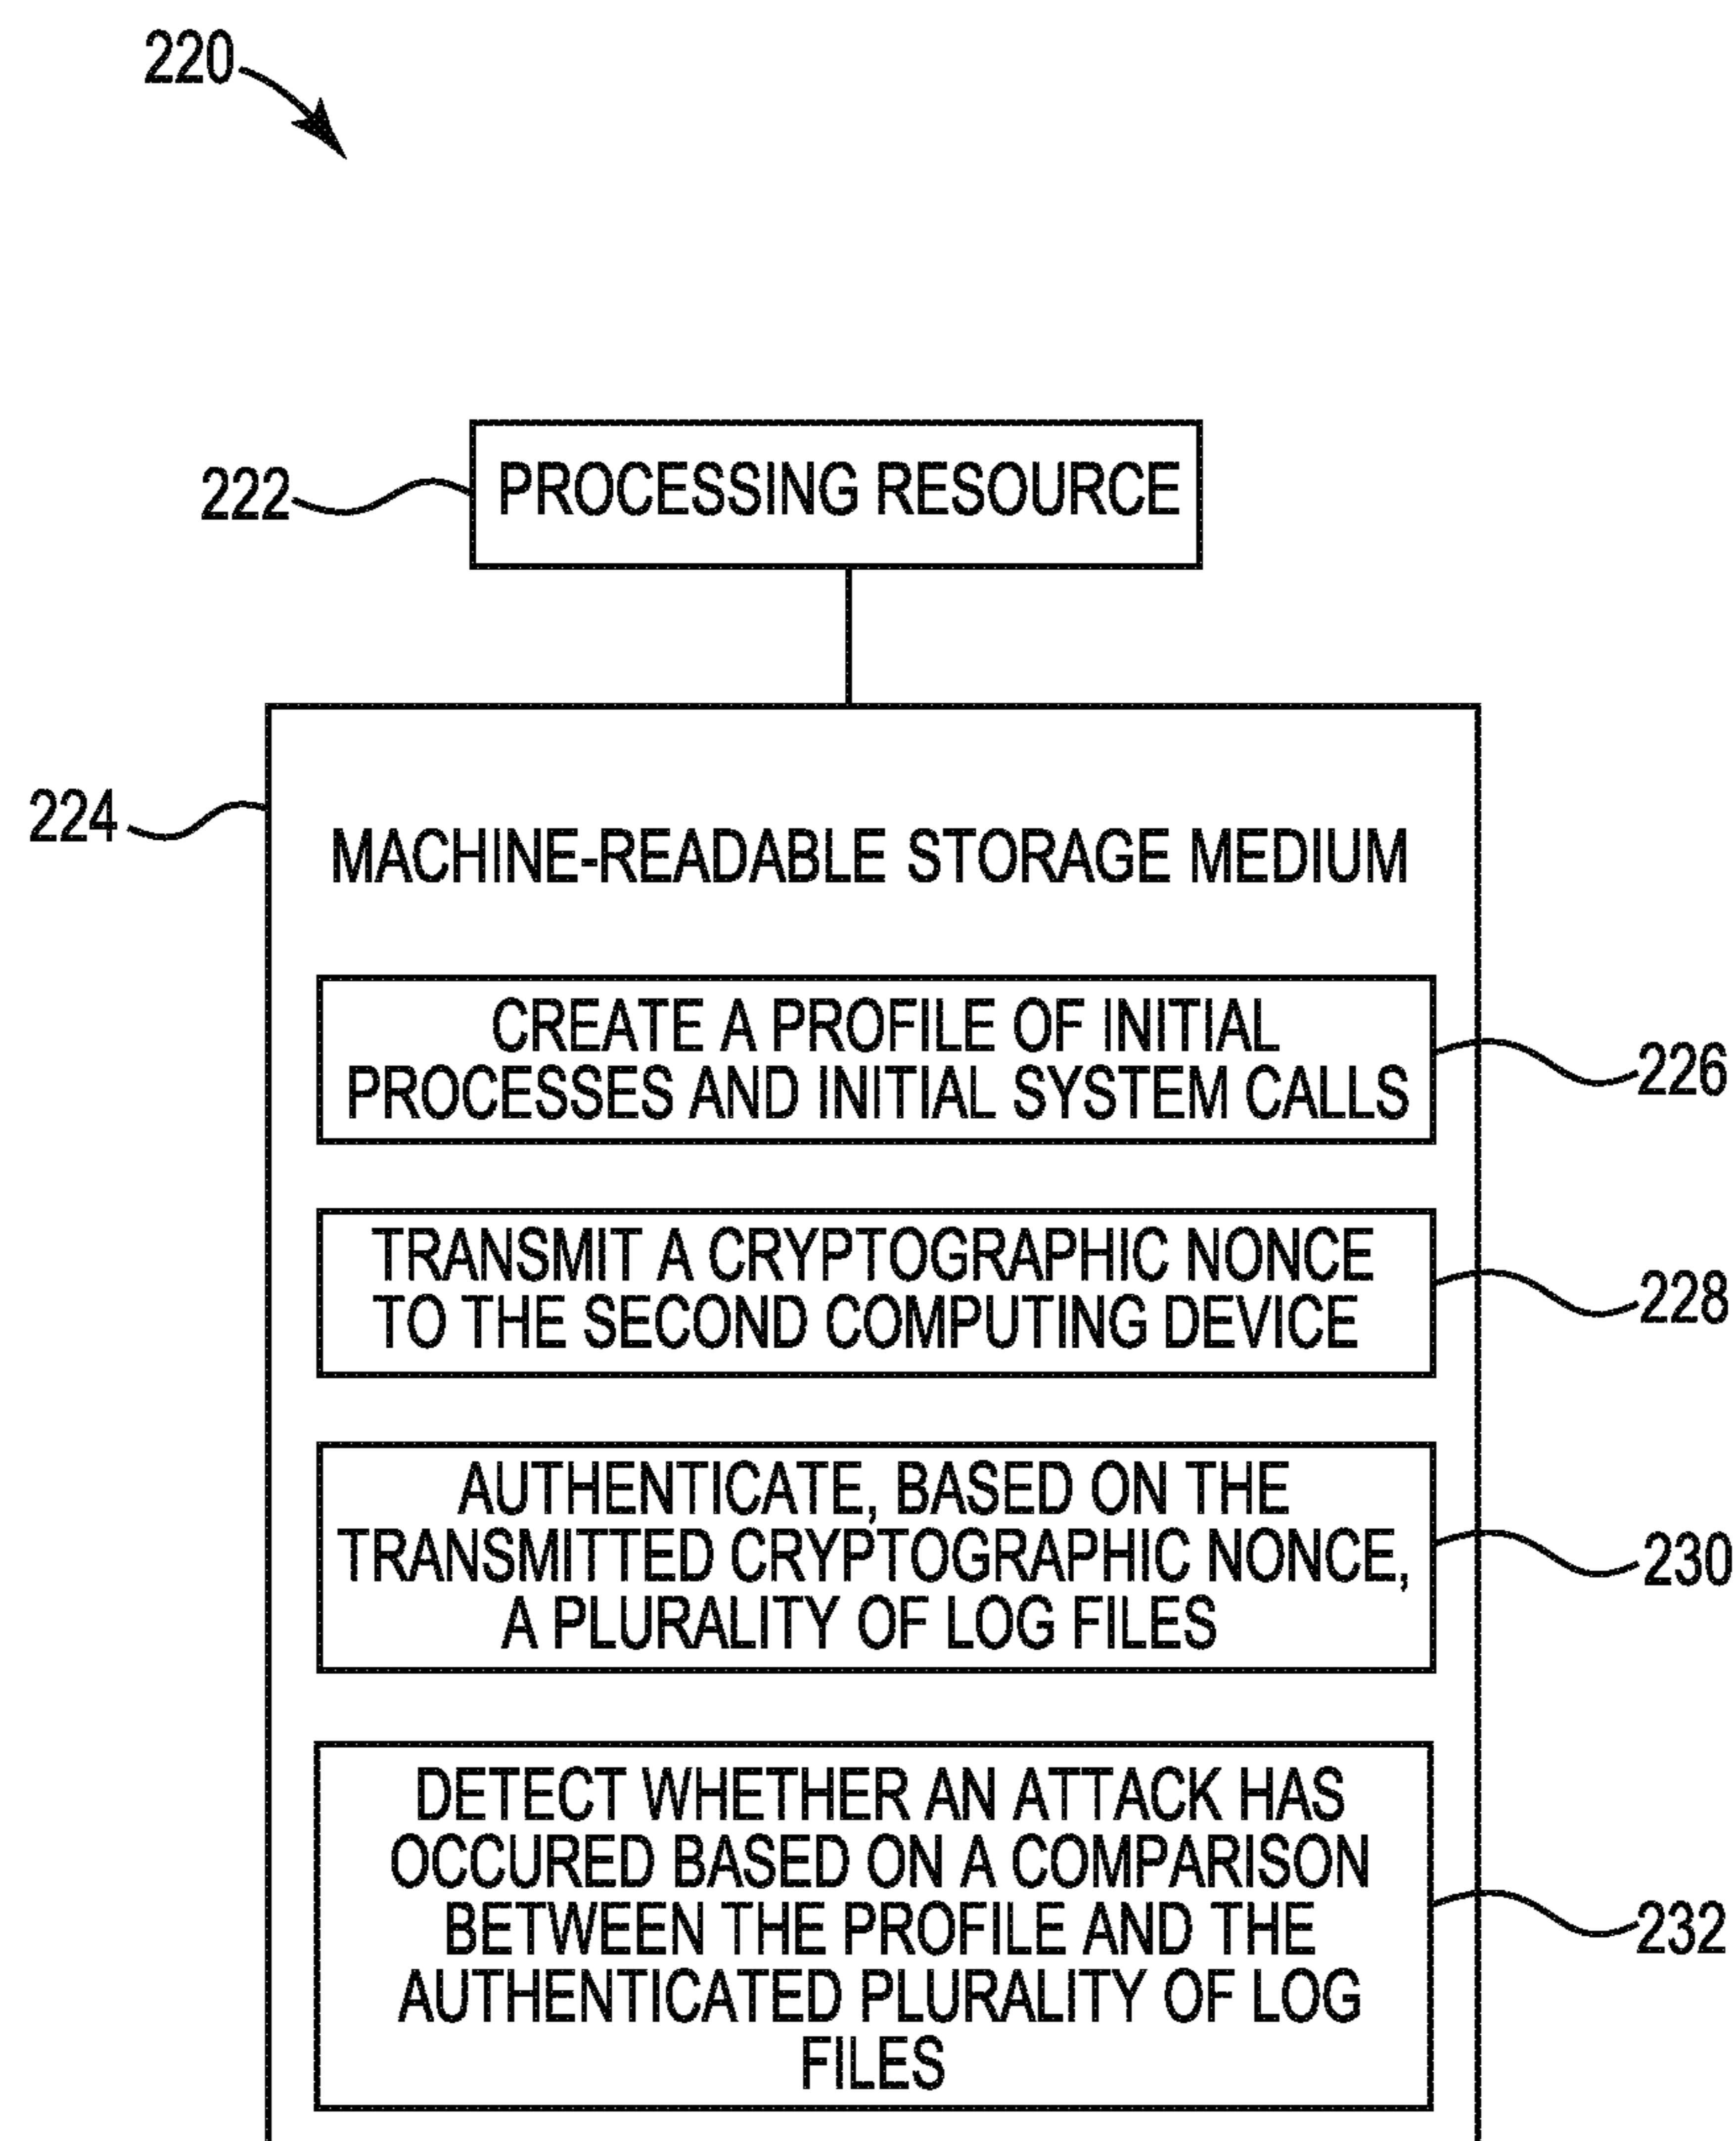 220
222
PROCESSING RESOURCE
224
MACHINE-READABLE STORAGE MEDIUM
CREATE A PROFILE OF INITIAL
PROCESSES AND INITIAL SYSTEM CALLS
226
TRANSMIT A CRYPTOGRAPHIC NONCE
TO THE SECOND COMPUTING DEVICE
228
AUTHENTICATE, BASED ON THE
TRANSMITTED CRYPTOGRAPHIC NONCE,
A PLURALITY OF LOG FILES
230
DETECT WHETHER AN ATTACK HAS
OCCURED BASED ON A COMPARISON
BETWEEN THE PROFILE AND THE
AUTHENTICATED PLURALITY OF LOG
FILES
232